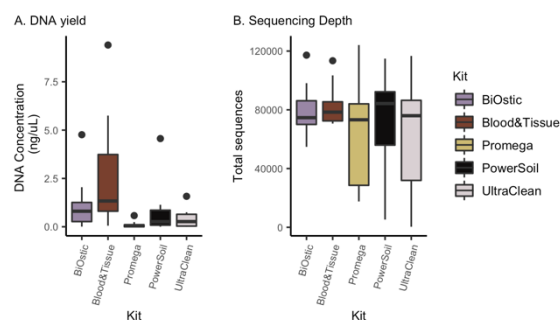 A. DNA yield
DNA Concentration
(ng/uL)
7.5
5.0
2.5
0.0
BiOstic
Blood&Tissue
Promega
PowerSoil
UltraClean
Kit
B. Sequencing Depth
Total sequences
120000
80000
40000
0
BiOstic
Blood&Tissue
Promega
PowerSoil
UltraClean
Kit
Kit
BiOstic
Blood&Tissue
Promega
PowerSoil
UltraClean